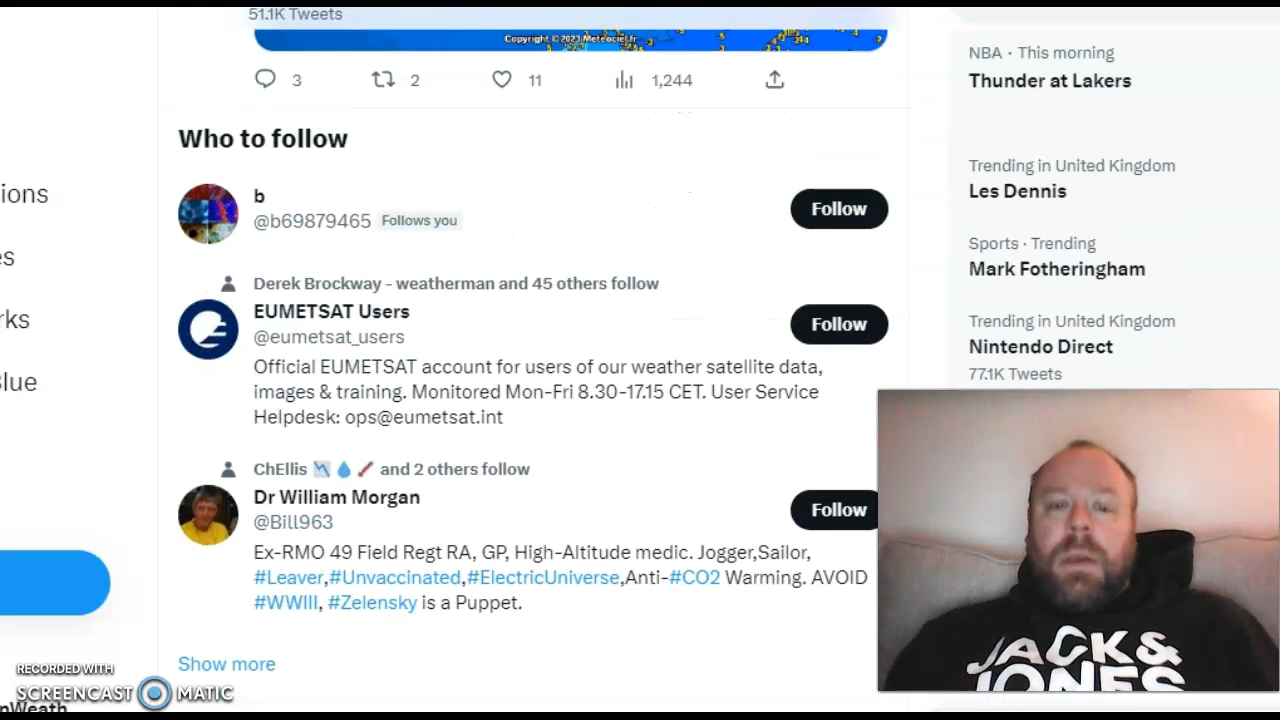 51.1K Tweets
Copyright © 2023 Meteociel.fr
3
2
11
1,244
Who to follow
b
@b69879465 Follows you
Follow
Derek Brockway - weatherman and 45 others follow
EUMETSAT Users
@eumetsat_users
Follow
Official EUMETSAT account for users of our weather satellite data,
images & training. Monitored Mon-Fri 8.30-17.15 CET. User Service
Helpdesk: ops@eumetsat.int
ChEllis 📉💧🌡️ and 2 others follow
Dr William Morgan
@Bill963
Follow
Ex-RMO 49 Field Regt RA, GP, High-Altitude medic. Jogger,Sailor,
#Leaver,#Unvaccinated,#ElectricUniverse,Anti-#CO2 Warming. AVOID
#WWIII, #Zelensky is a Puppet.
Show more
ions
es
rks
Blue
NBA · This morning
Thunder at Lakers
Trending in United Kingdom
Les Dennis
Sports · Trending
Mark Fotheringham
Trending in United Kingdom
Nintendo Direct
77.1K Tweets
JACK&
JONES
RECORDED WITH
SCREENCAST MATIC